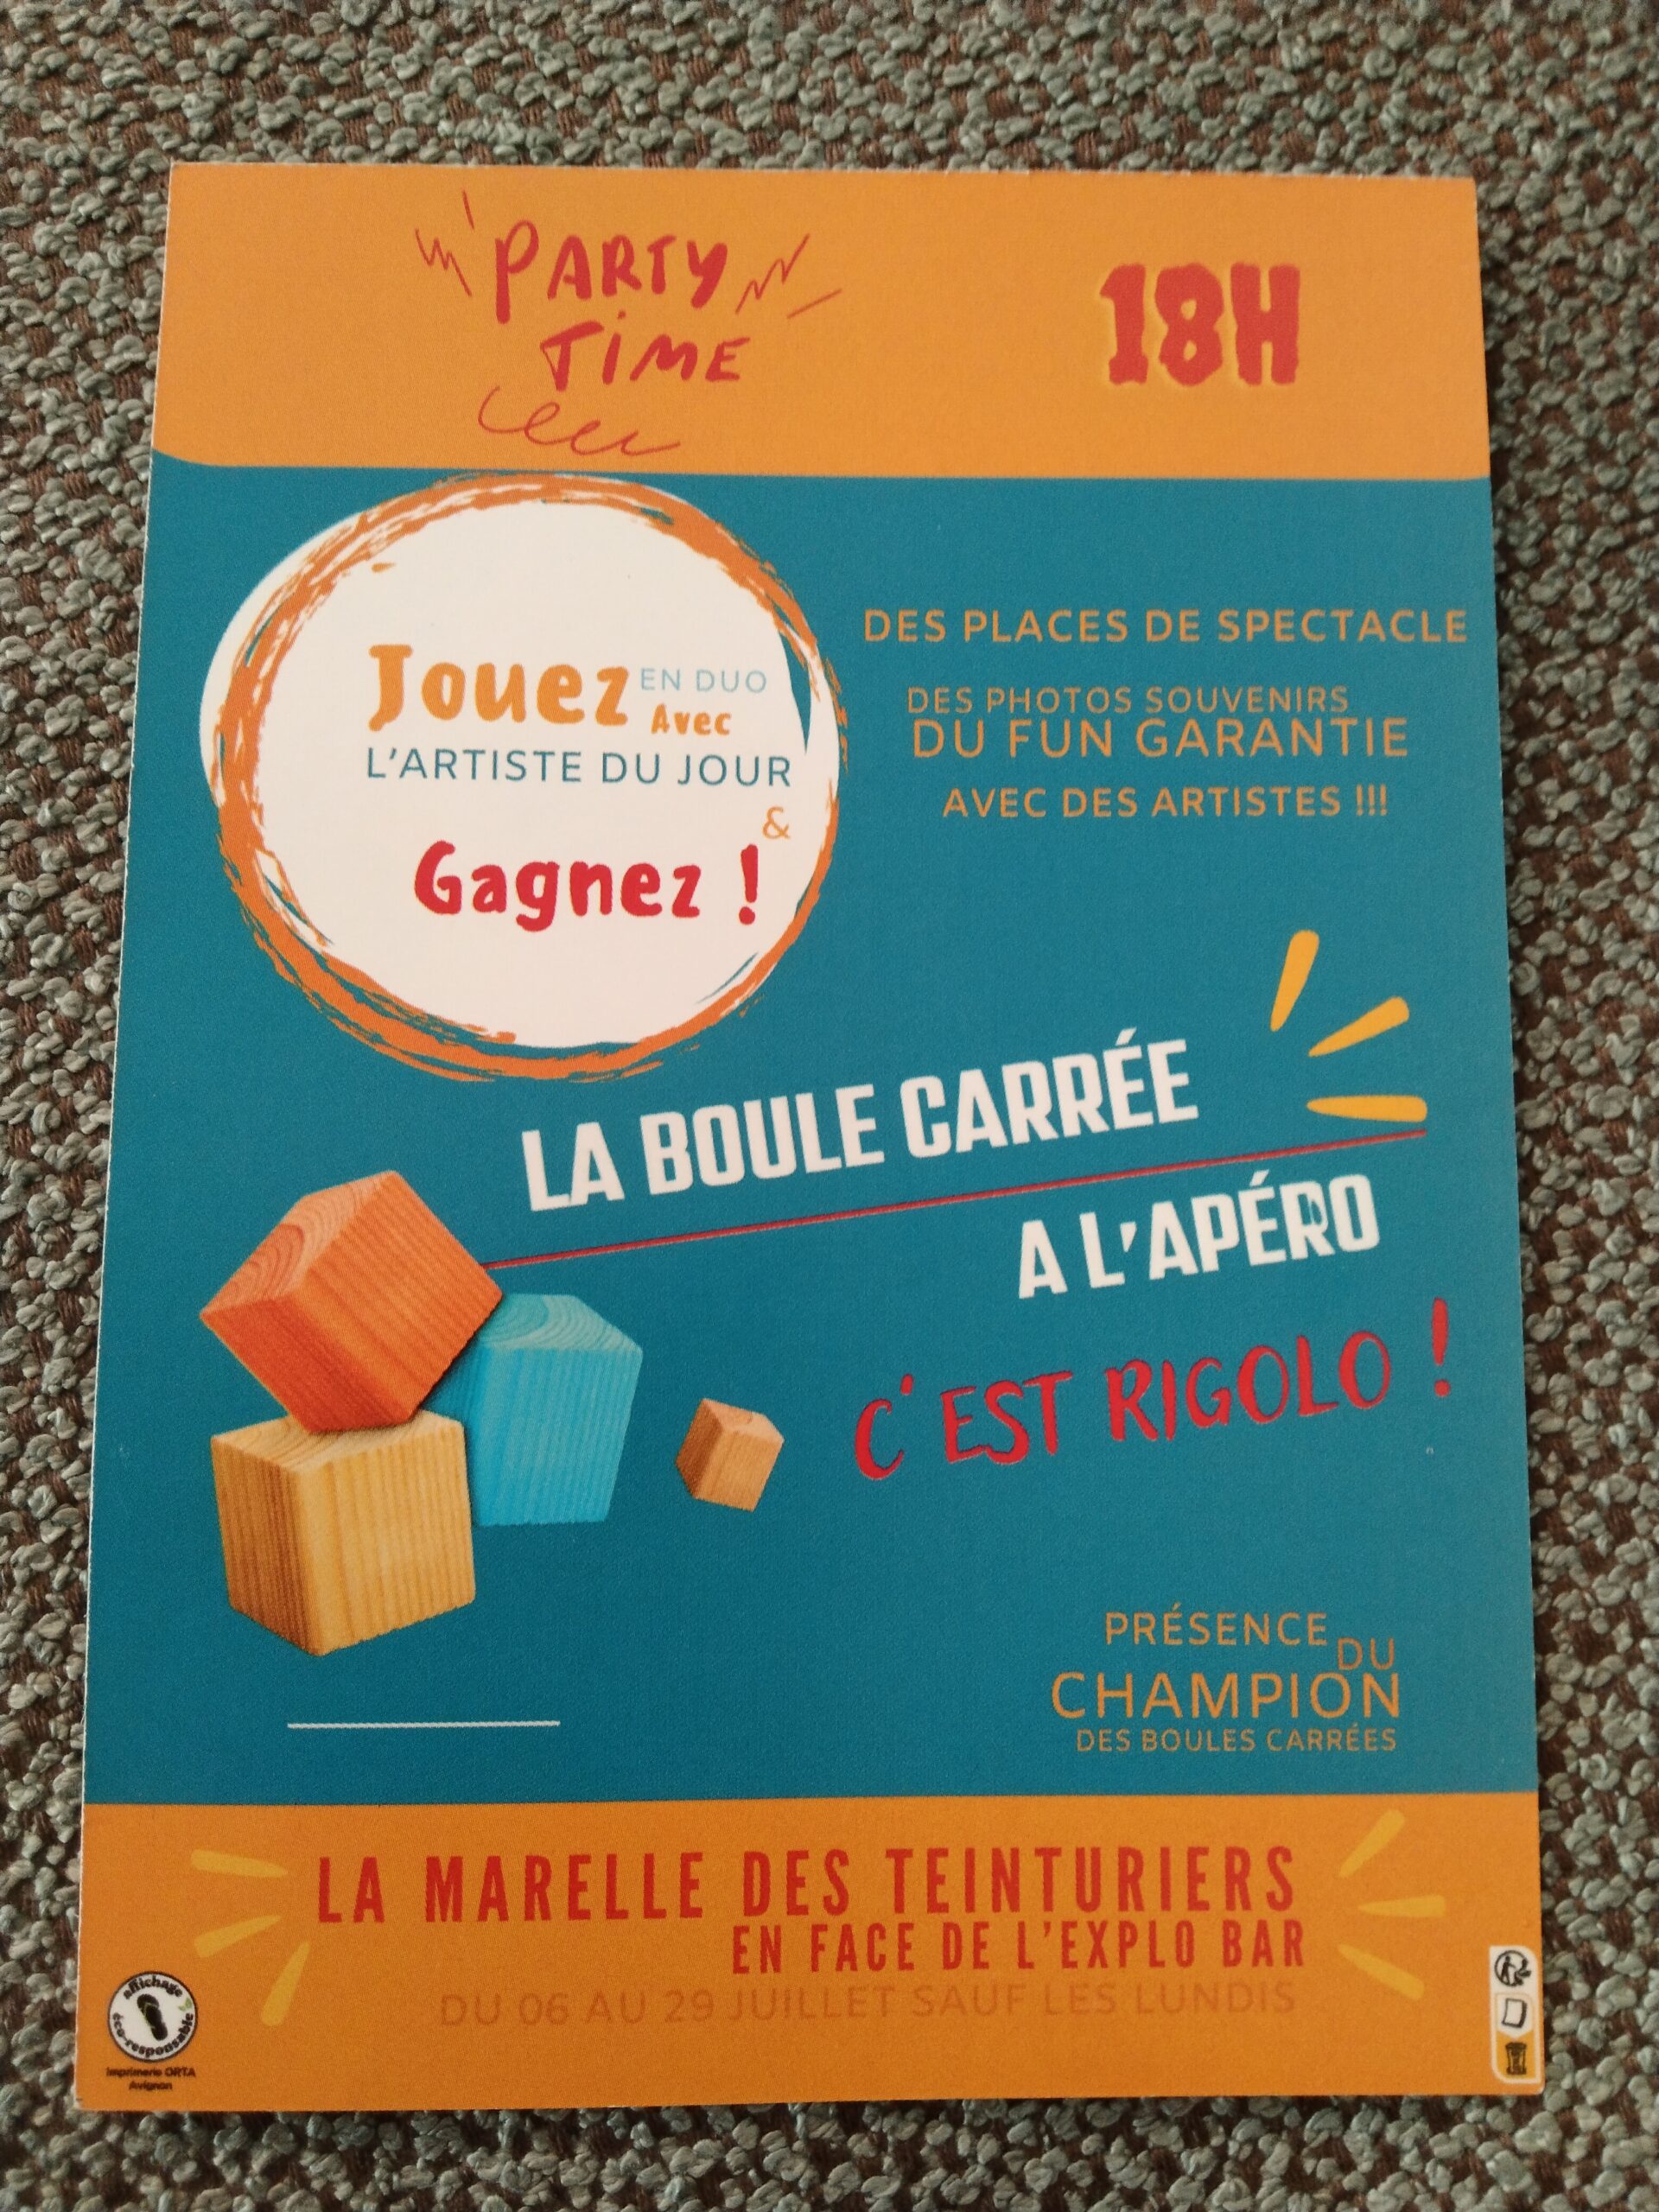 PARTY
TiME
18H
Jouez EN DUO
Avec
L'ARTISTE DU JOUR
&
Gagnez !
DES PLACES DE SPECTACLE
DES PHOTOS SOUVENIRS
DU FUN GARANTIE
AVEC DES ARTISTES !!!
LA BOULE CARRÉE
A L'APÉRO
C'EST RIGOLO !
PRÉSENCE
DU
CHAMPION
DES BOULES CARRÉES
LA MARELLE DES TEINTURIERS
EN FACE DE L'EXPLO BAR
DU 06 AU 29 JUILLET SAUF LES LUNDIS
affichage
éco-responsable
Imprimerie ORTA
Avignon